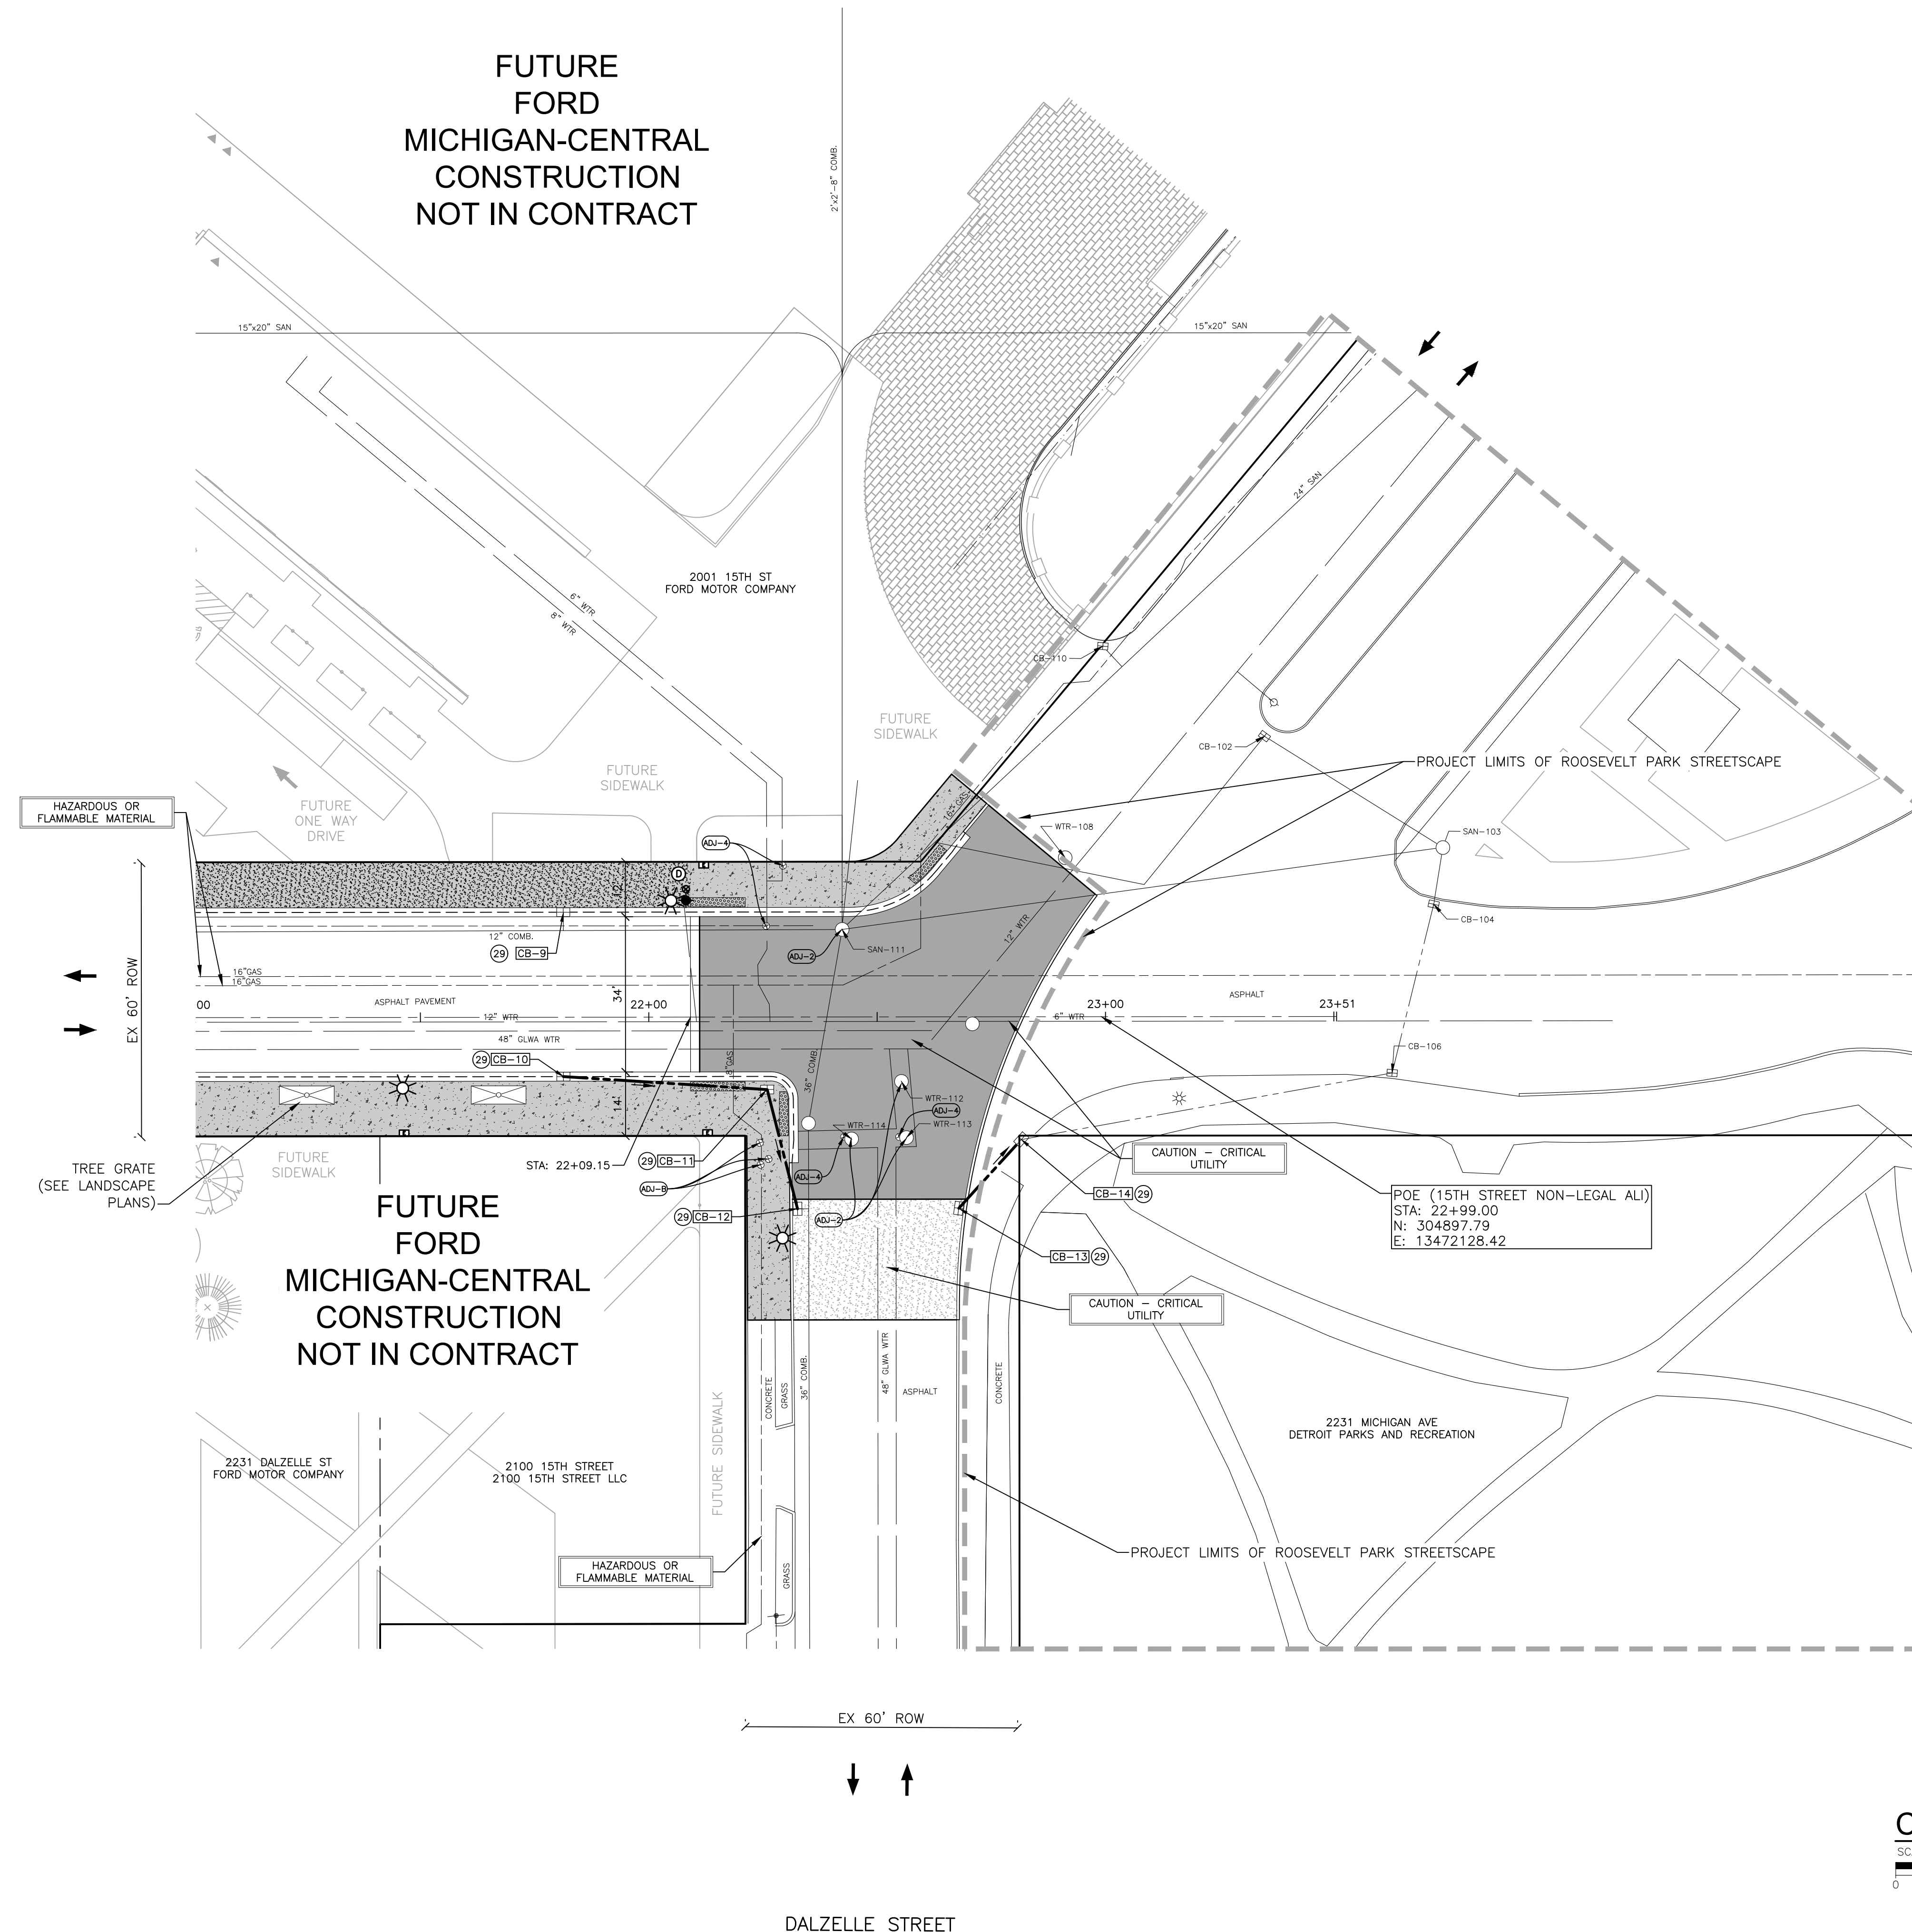 FUTURE
FORD
MICHIGAN-CENTRAL
CONSTRUCTION
NOT IN CONTRACT
2'x2'-8" COMB.
15"x20" SAN
15"x20" SAN
24" SAN
2001 15TH ST
FORD MOTOR COMPANY
6" WTR
8" WTR
CB-110
FUTURE
SIDEWALK
CB-102
PROJECT LIMITS OF ROOSEVELT PARK STREETSCAPE
FUTURE
SIDEWALK
FUTURE
ONE WAY
DRIVE
HAZARDOUS OR
FLAMMABLE MATERIAL
16" GAS
WTR-108
SAN-103
ADJ-4
D
12'
CB-104
12" WTR
12" COMB.
29 CB-9
ADJ-2
SAN-111
EX 60' ROW
16"GAS
16"GAS
00
ASPHALT PAVEMENT
34'
22+00
23+00
ASPHALT
23+51
12" WTR
6" WTR
48" GLWA WTR
29 CB-10
8"GAS
36" COMB.
CB-106
WTR-112
ADJ-4
WTR-114
WTR-113
14'
STA: 22+09.15
29 CB-11
ADJ-4
ADJ-B
CAUTION – CRITICAL
UTILITY
FUTURE
SIDEWALK
TREE GRATE
(SEE LANDSCAPE
PLANS)
29 CB-12
ADJ-2
CB-14 29
POE (15TH STREET NON-LEGAL ALI)
STA: 22+99.00
N: 304897.79
E: 13472128.42
CB-13 29
FUTURE
FORD
MICHIGAN-CENTRAL
CONSTRUCTION
NOT IN CONTRACT
CAUTION – CRITICAL
UTILITY
CONCRETE
GRASS
36" COMB.
48" GLWA WTR
ASPHALT
CONCRETE
FUTURE SIDEWALK
2231 MICHIGAN AVE
DETROIT PARKS AND RECREATION
2231 DALZELLE ST
FORD MOTOR COMPANY
2100 15TH STREET
2100 15TH STREET LLC
HAZARDOUS OR
FLAMMABLE MATERIAL
GRASS
PROJECT LIMITS OF ROOSEVELT PARK STREETSCAPE
EX 60' ROW
0
DALZELLE STREET